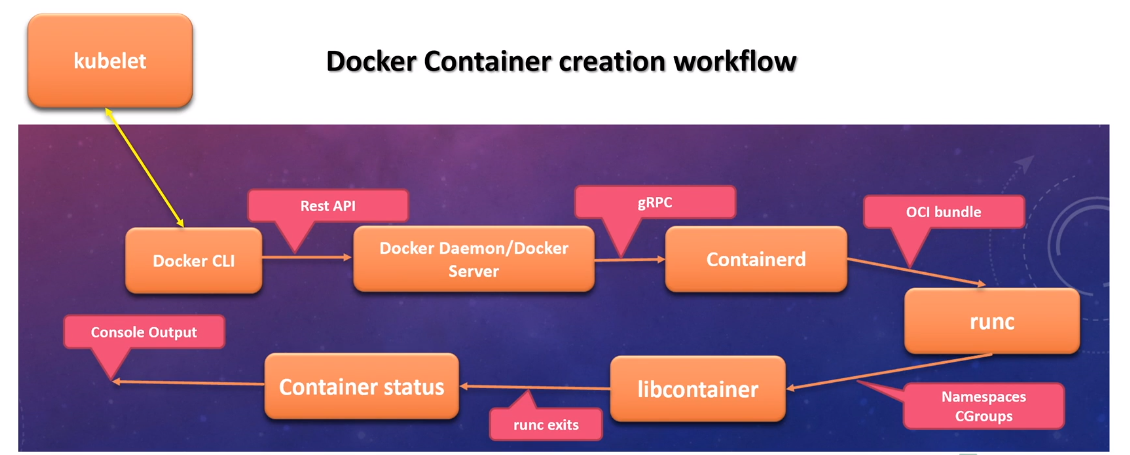 kubelet
Docker Container creation workflow
Rest API
gRPC
OCI bundle
Docker CLI
Docker Daemon/Docker
Server
Containerd
runc
Console Output
Container status
libcontainer
Namespaces
CGroups
runc exits